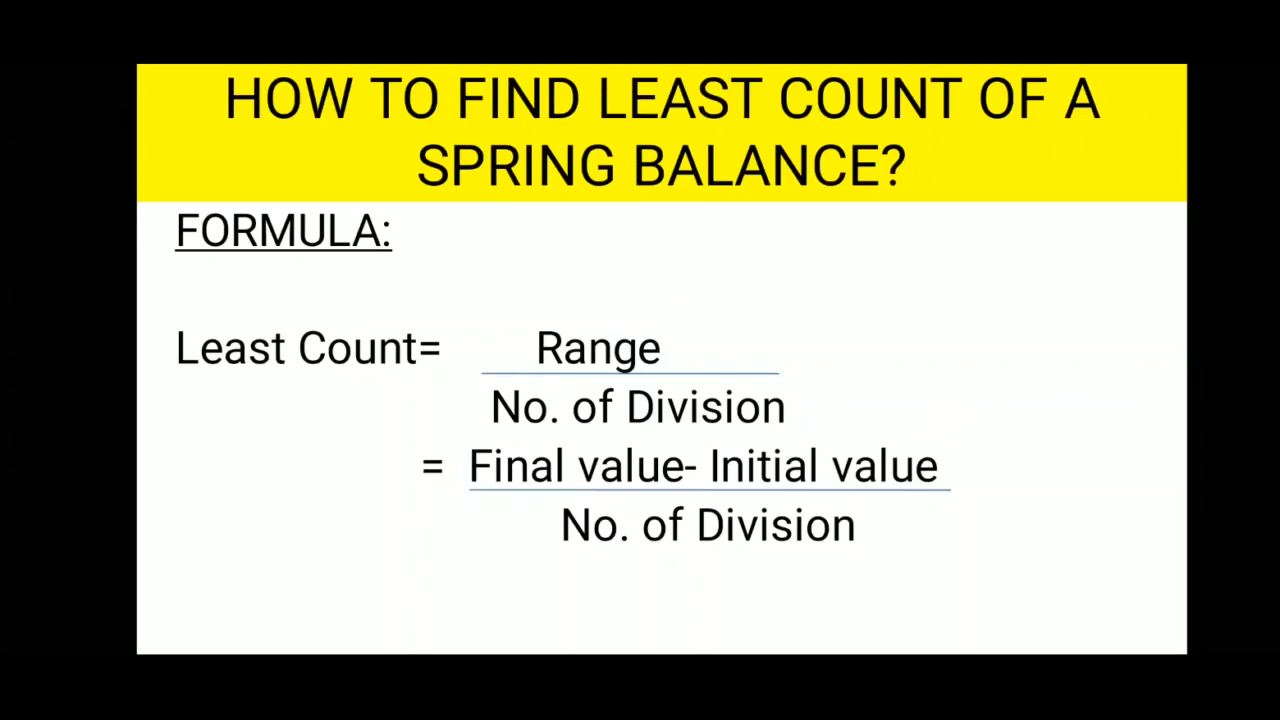 HOW TO FIND LEAST COUNT OF A
SPRING BALANCE?
FORMULA:
Least Count= Range
No. of Division
= Final value- Initial value
No. of Division